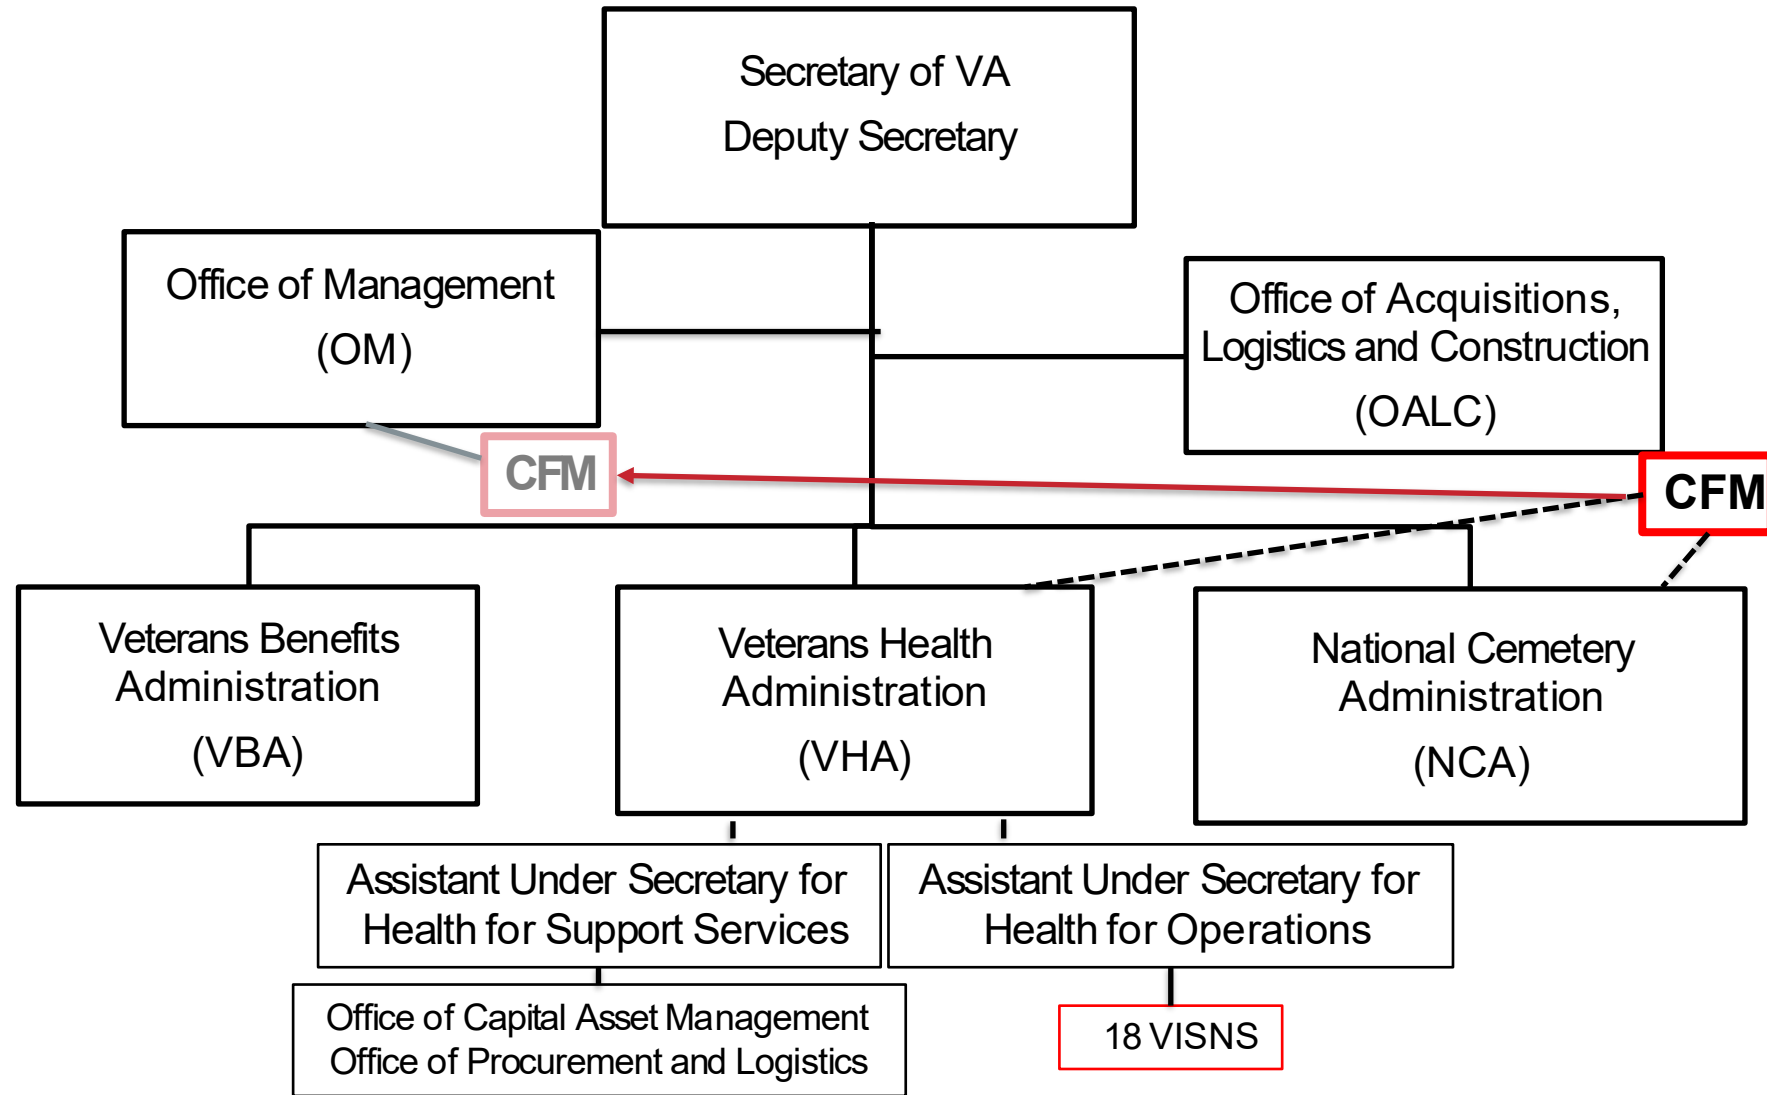 Secretary of VA
Deputy Secretary
Office of Management
(OM)
Office of Acquisitions,
Logistics and Construction
(OALC)
CFM
CFM
Veterans Benefits
Administration
(VBA)
Veterans Health
Administration
(VHA)
National Cemetery
Administration
(NCA)
Assistant Under Secretary for
Health for Support Services
Assistant Under Secretary for
Health for Operations
Office of Capital Asset Management
Office of Procurement and Logistics
18 VISNS